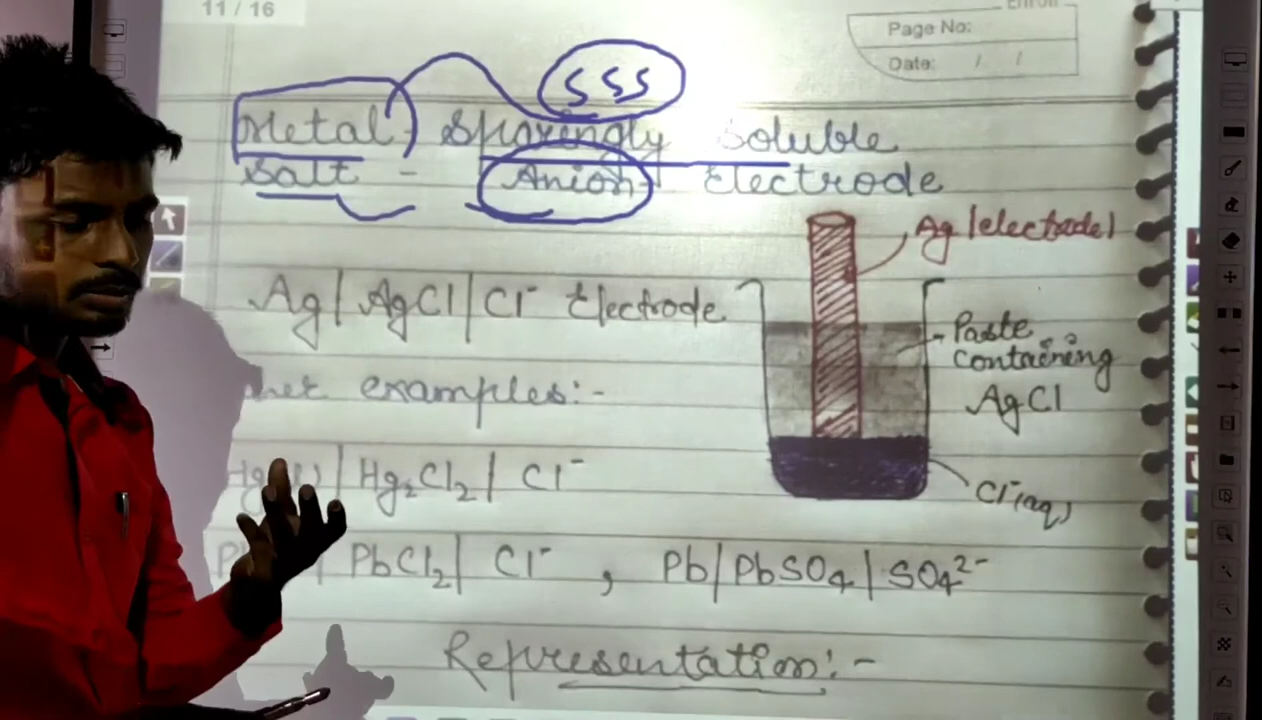 11 / 16
Page No:
Date: / /
SSS
Metal) Sparingly Soluble
Salt - Anion- Electrode
Ag (electrode)
Ag | AgCl | Cl⁻ Electrode
Paste
containing
AgCl
examples:-
| Hg₂Cl₂ | Cl⁻
Cl⁻(aq)
PbCl₂ | Cl⁻ , Pb | PbSO₄ | SO₄²⁻
Representation:-